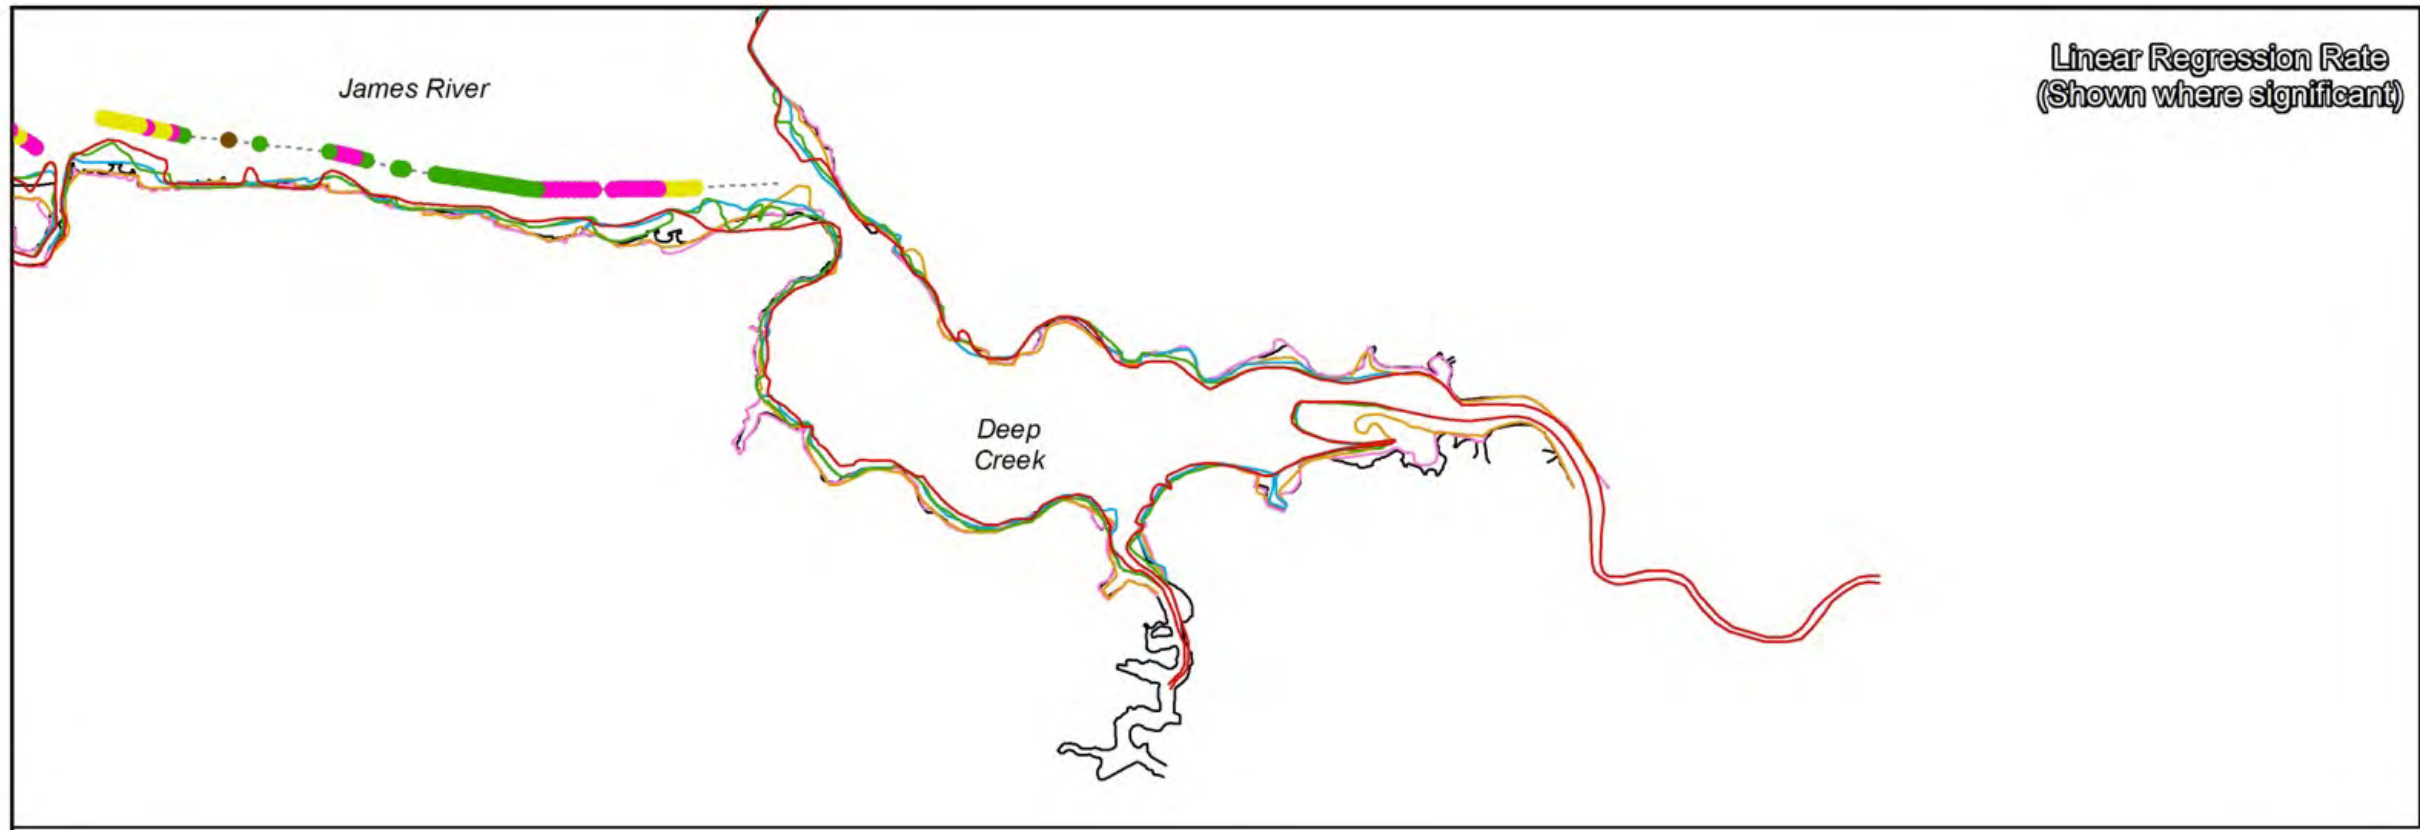 James River
Linear Regression Rate
(Shown where significant)
Deep
Creek